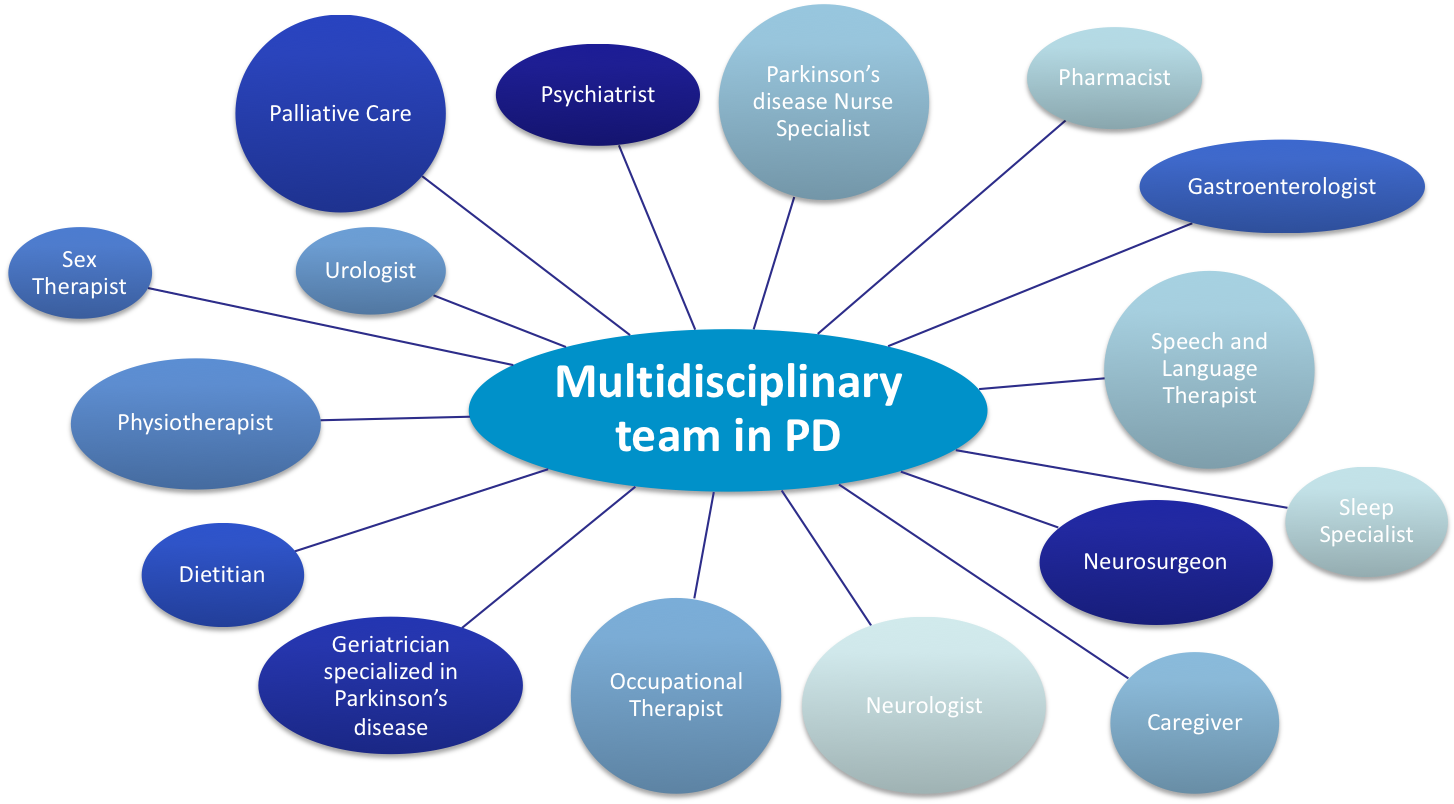 Palliative Care
Psychiatrist
Parkinson’s
disease Nurse
Specialist
Pharmacist
Gastroenterologist
Sex
Therapist
Urologist
Speech and
Language
Therapist
Multidisciplinary
team in PD
Physiotherapist
Sleep
Specialist
Neurosurgeon
Dietitian
Geriatrician
specialized in
Parkinson’s
disease
Occupational
Therapist
Neurologist
Caregiver